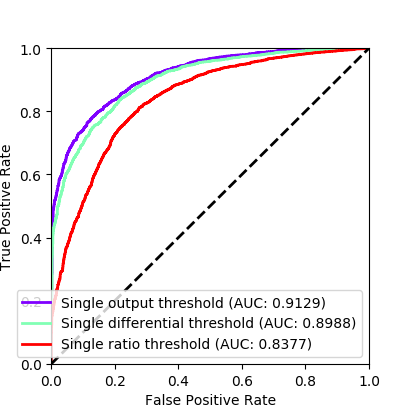 1.0
0.8
0.6
0.4
0.2
0.0
True Positive Rate
Single output threshold (AUC: 0.9129)
Single differential threshold (AUC: 0.8988)
Single ratio threshold (AUC: 0.8377)
0.0 0.2 0.4 0.6 0.8 1.0
False Positive Rate